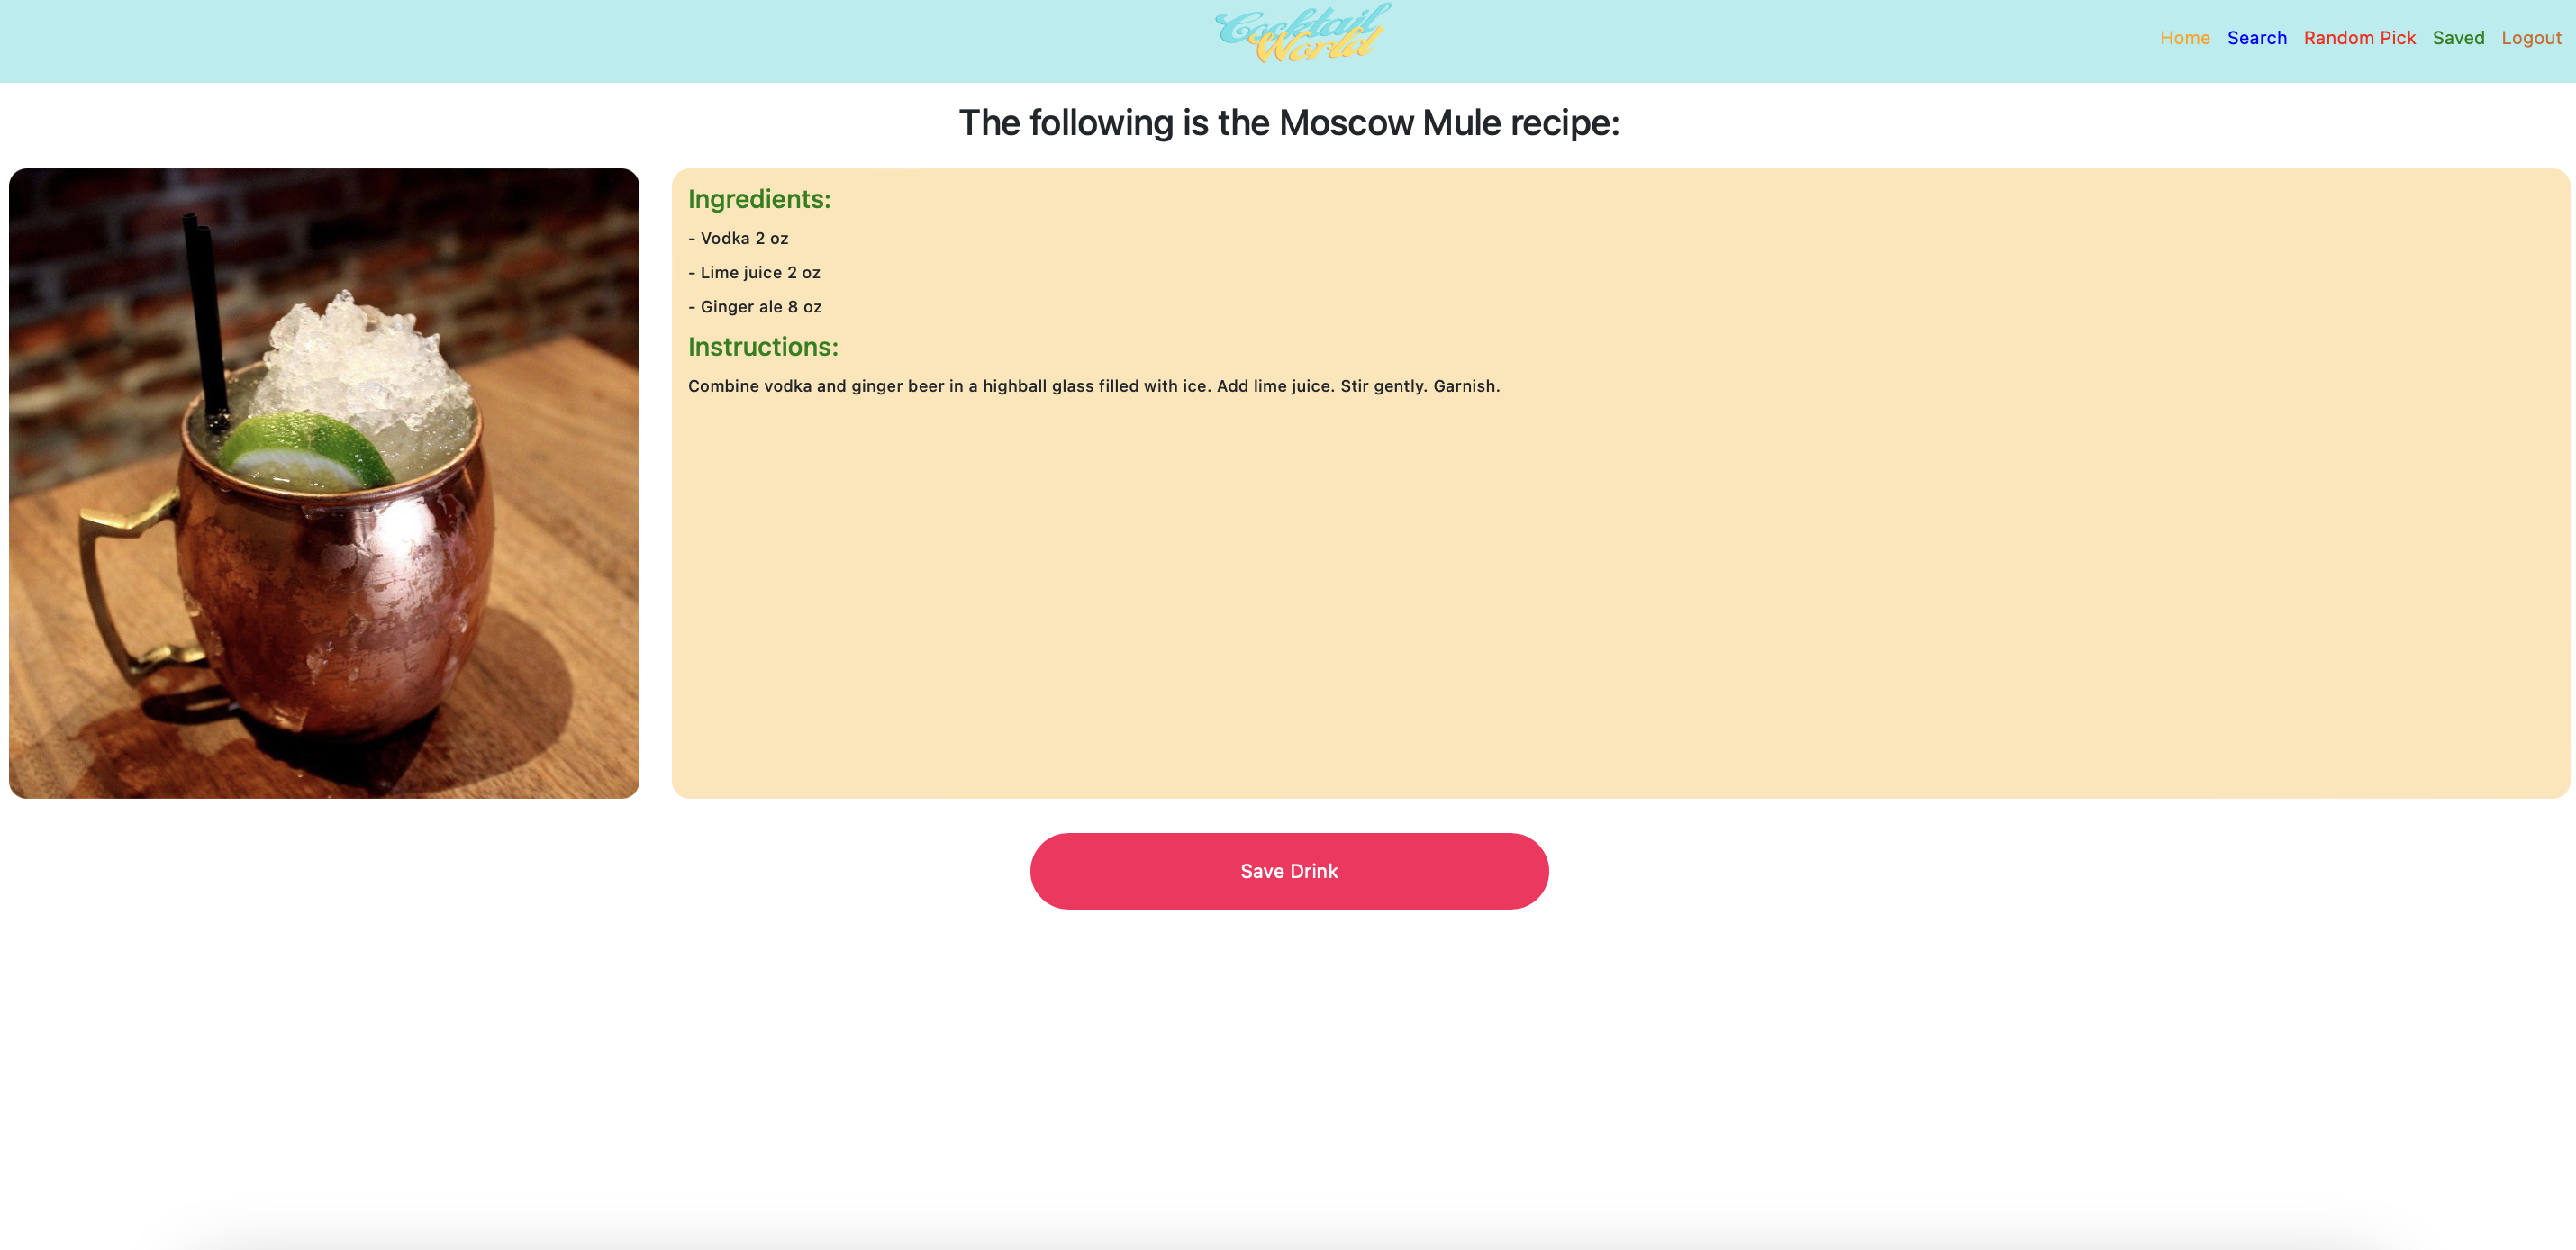 Cocktail
World
Home Search Random Pick Saved Logout
The following is the Moscow Mule recipe:
Ingredients:
- Vodka 2 oz
- Lime juice 2 oz
- Ginger ale 8 oz
Instructions:
Combine vodka and ginger beer in a highball glass filled with ice. Add lime juice. Stir gently. Garnish.
Save Drink